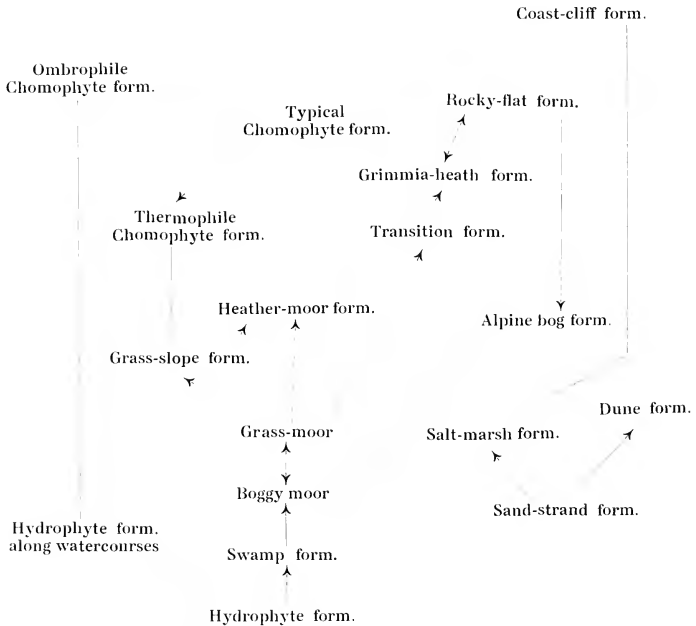 Coast-cliff form.
Ombrophile
Chomophyte form.
Typical
Chomophyte form.
Rocky-flat form.
Grimmia-heath form.
Thermophile
Chomophyte form.
Transition form.
Heather-moor form.
Alpine bog form.
Grass-slope form.
Dune form.
Grass-moor
Salt-marsh form.
Boggy moor
Sand-strand form.
Hydrophyte form.
along watercourses
Swamp form.
Hydrophyte form.